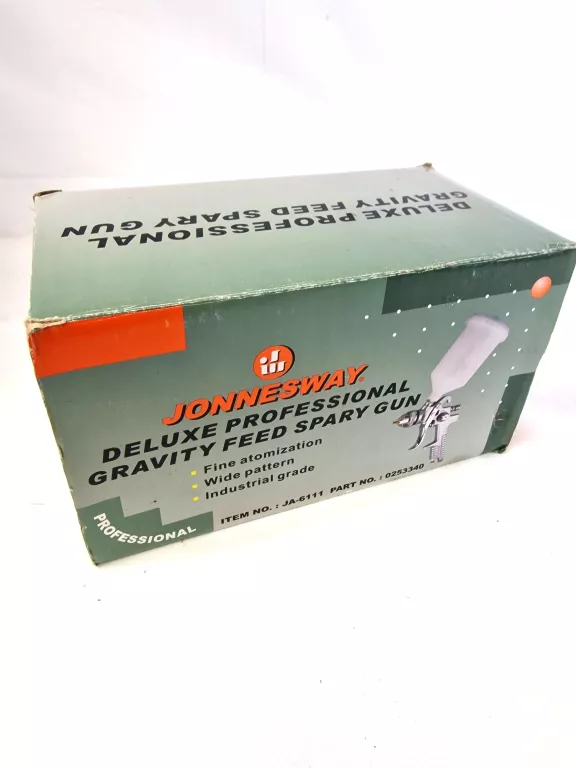 DELUXE PROFESSIONAL
GRAVITY FEED SPARY GUN
JONNESWAY®
DELUXE PROFESSIONAL
GRAVITY FEED SPARY GUN
Fine atomization
Wide pattern
Industrial grade
ITEM NO. : JA-6111 PART NO. : 0253340
PROFESSIONAL